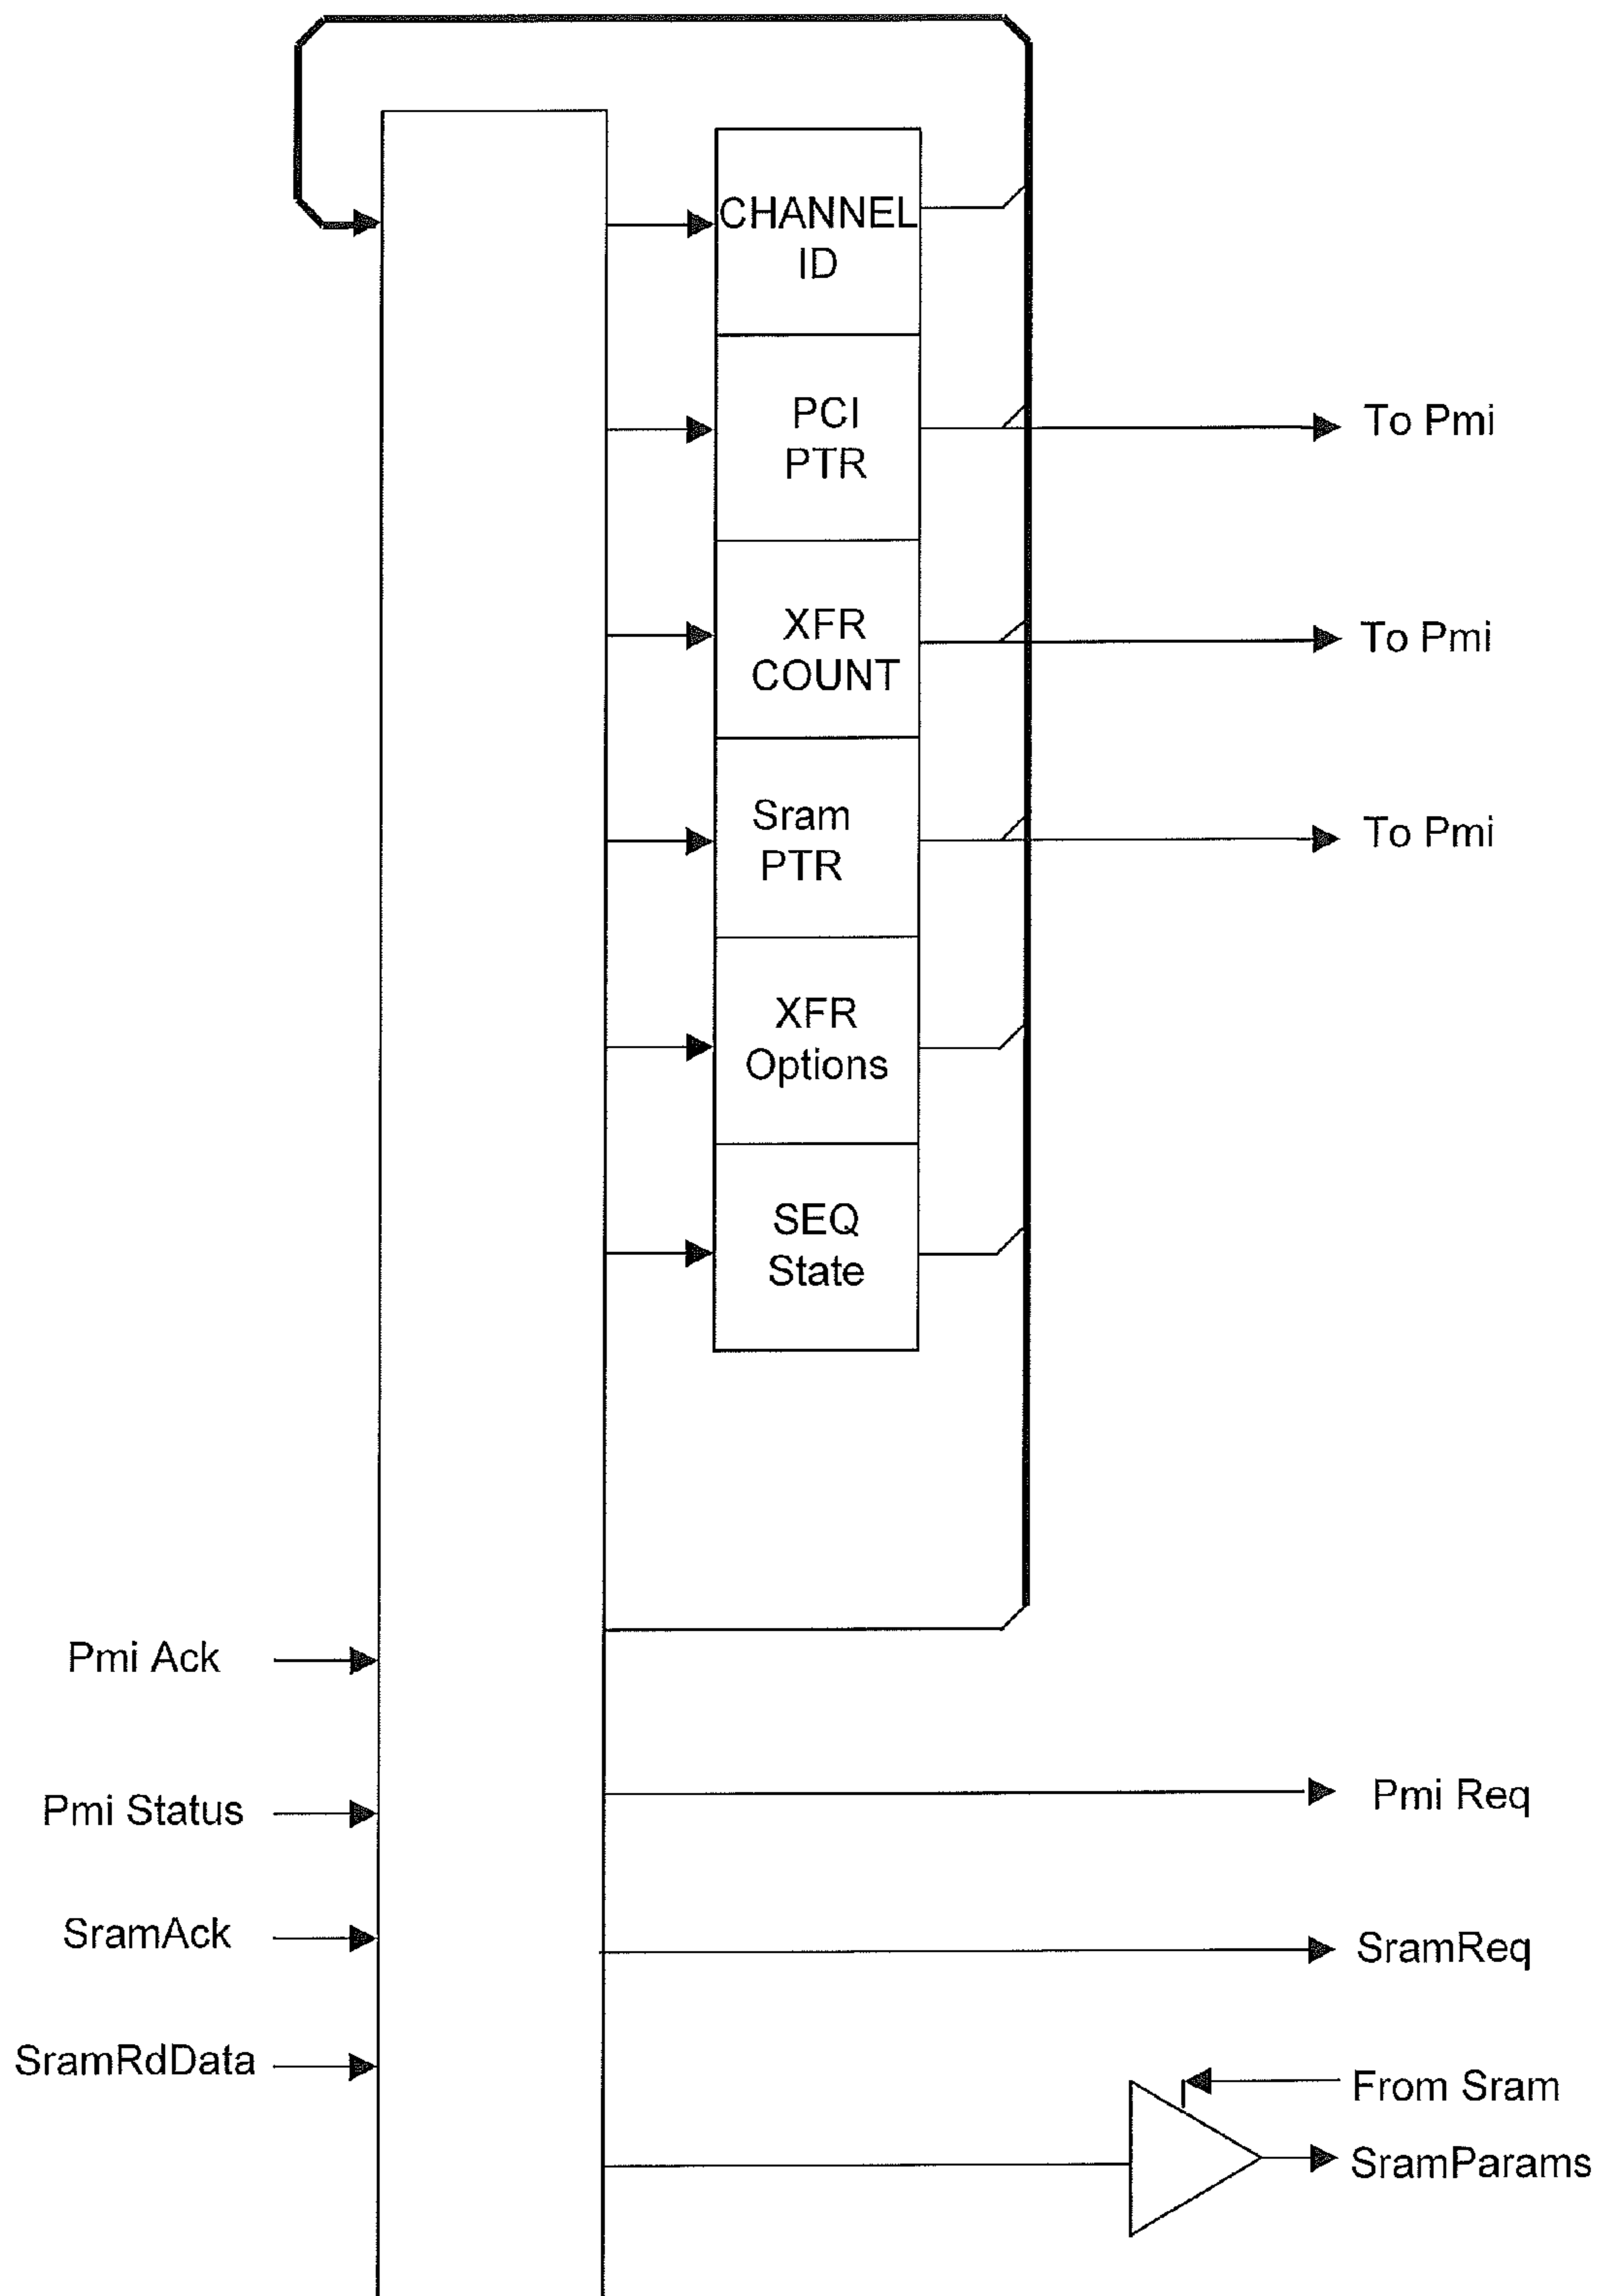 CHANNEL
ID
PCI
PTR
To Pmi
XFR
COUNT
To Pmi
Sram
PTR
To Pmi
XFR
Options
SEQ
State
Pmi Ack
Pmi Status
Pmi Req
SramAck
SramReq
SramRdData
From Sram
SramParams